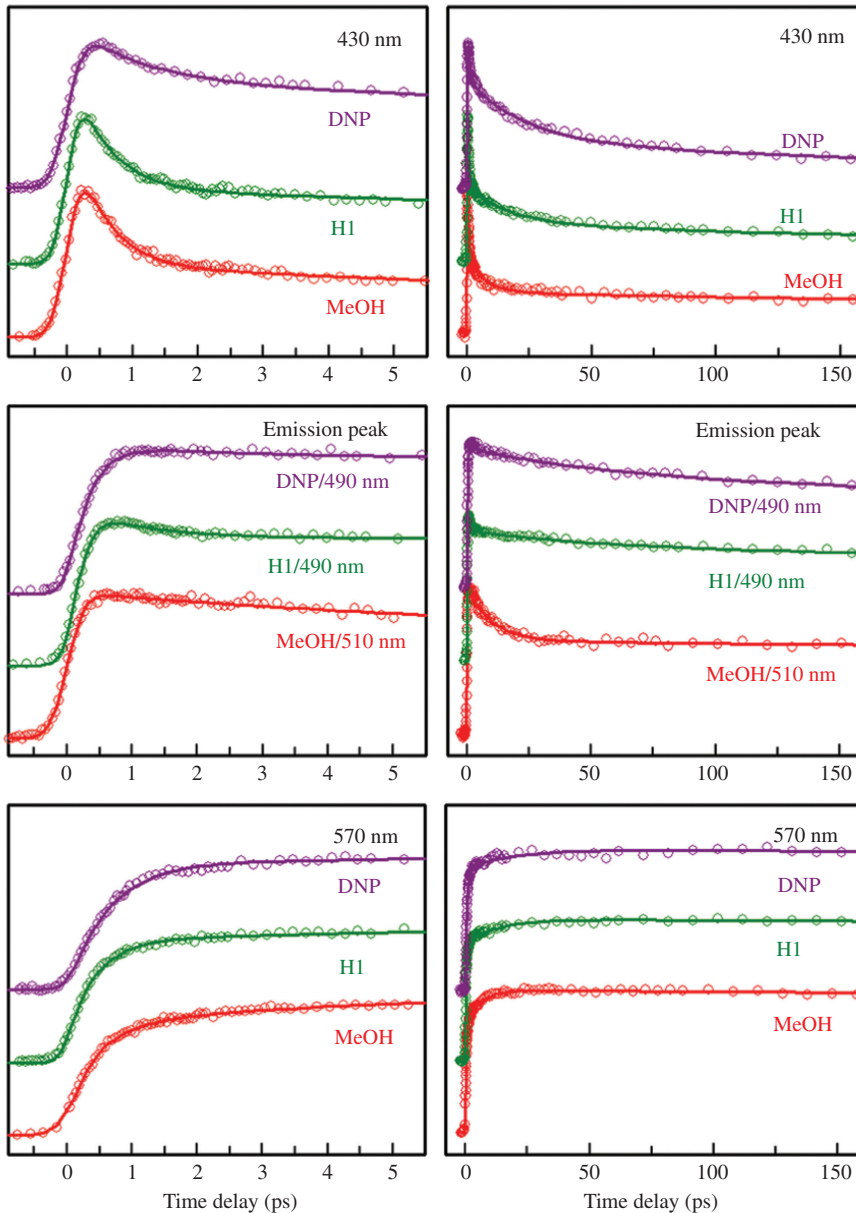 430 nm
DNP
H1
MeOH
0 1 2 3 4 5
430 nm
DNP
H1
MeOH
0 50 100 150
Emission peak
DNP/490 nm
H1/490 nm
MeOH/510 nm
0 1 2 3 4 5
Emission peak
DNP/490 nm
H1/490 nm
MeOH/510 nm
0 50 100 150
570 nm
DNP
H1
MeOH
0 1 2 3 4 5
Time delay (ps)
570 nm
DNP
H1
MeOH
0 50 100 150
Time delay (ps)